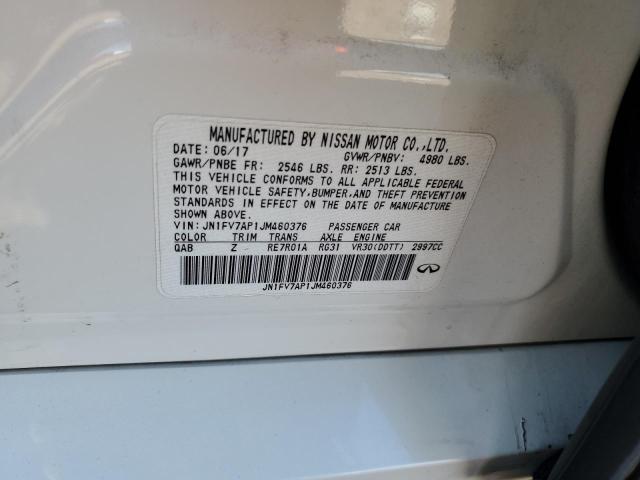 MANUFACTURED BY NISSAN MOTOR CO.,LTD.
DATE: 06/17 GVWR/PNBV: 4980 LBS.
GAWR/PNBE FR: 2546 LBS. RR: 2513 LBS.
THIS VEHICLE CONFORMS TO ALL APPLICABLE FEDERAL
MOTOR VEHICLE SAFETY,BUMPER,AND THEFT PREVENTION
STANDARDS IN EFFECT ON THE DATE OF MANUFACTURE
SHOWN ABOVE.
VIN: JN1FV7AP1JM460376 PASSENGER CAR
COLOR TRIM TRANS AXLE ENGINE
QAB Z RE7R01A RG31 VR30(DDTT) 2997CC
JN1FV7AP1JM460376